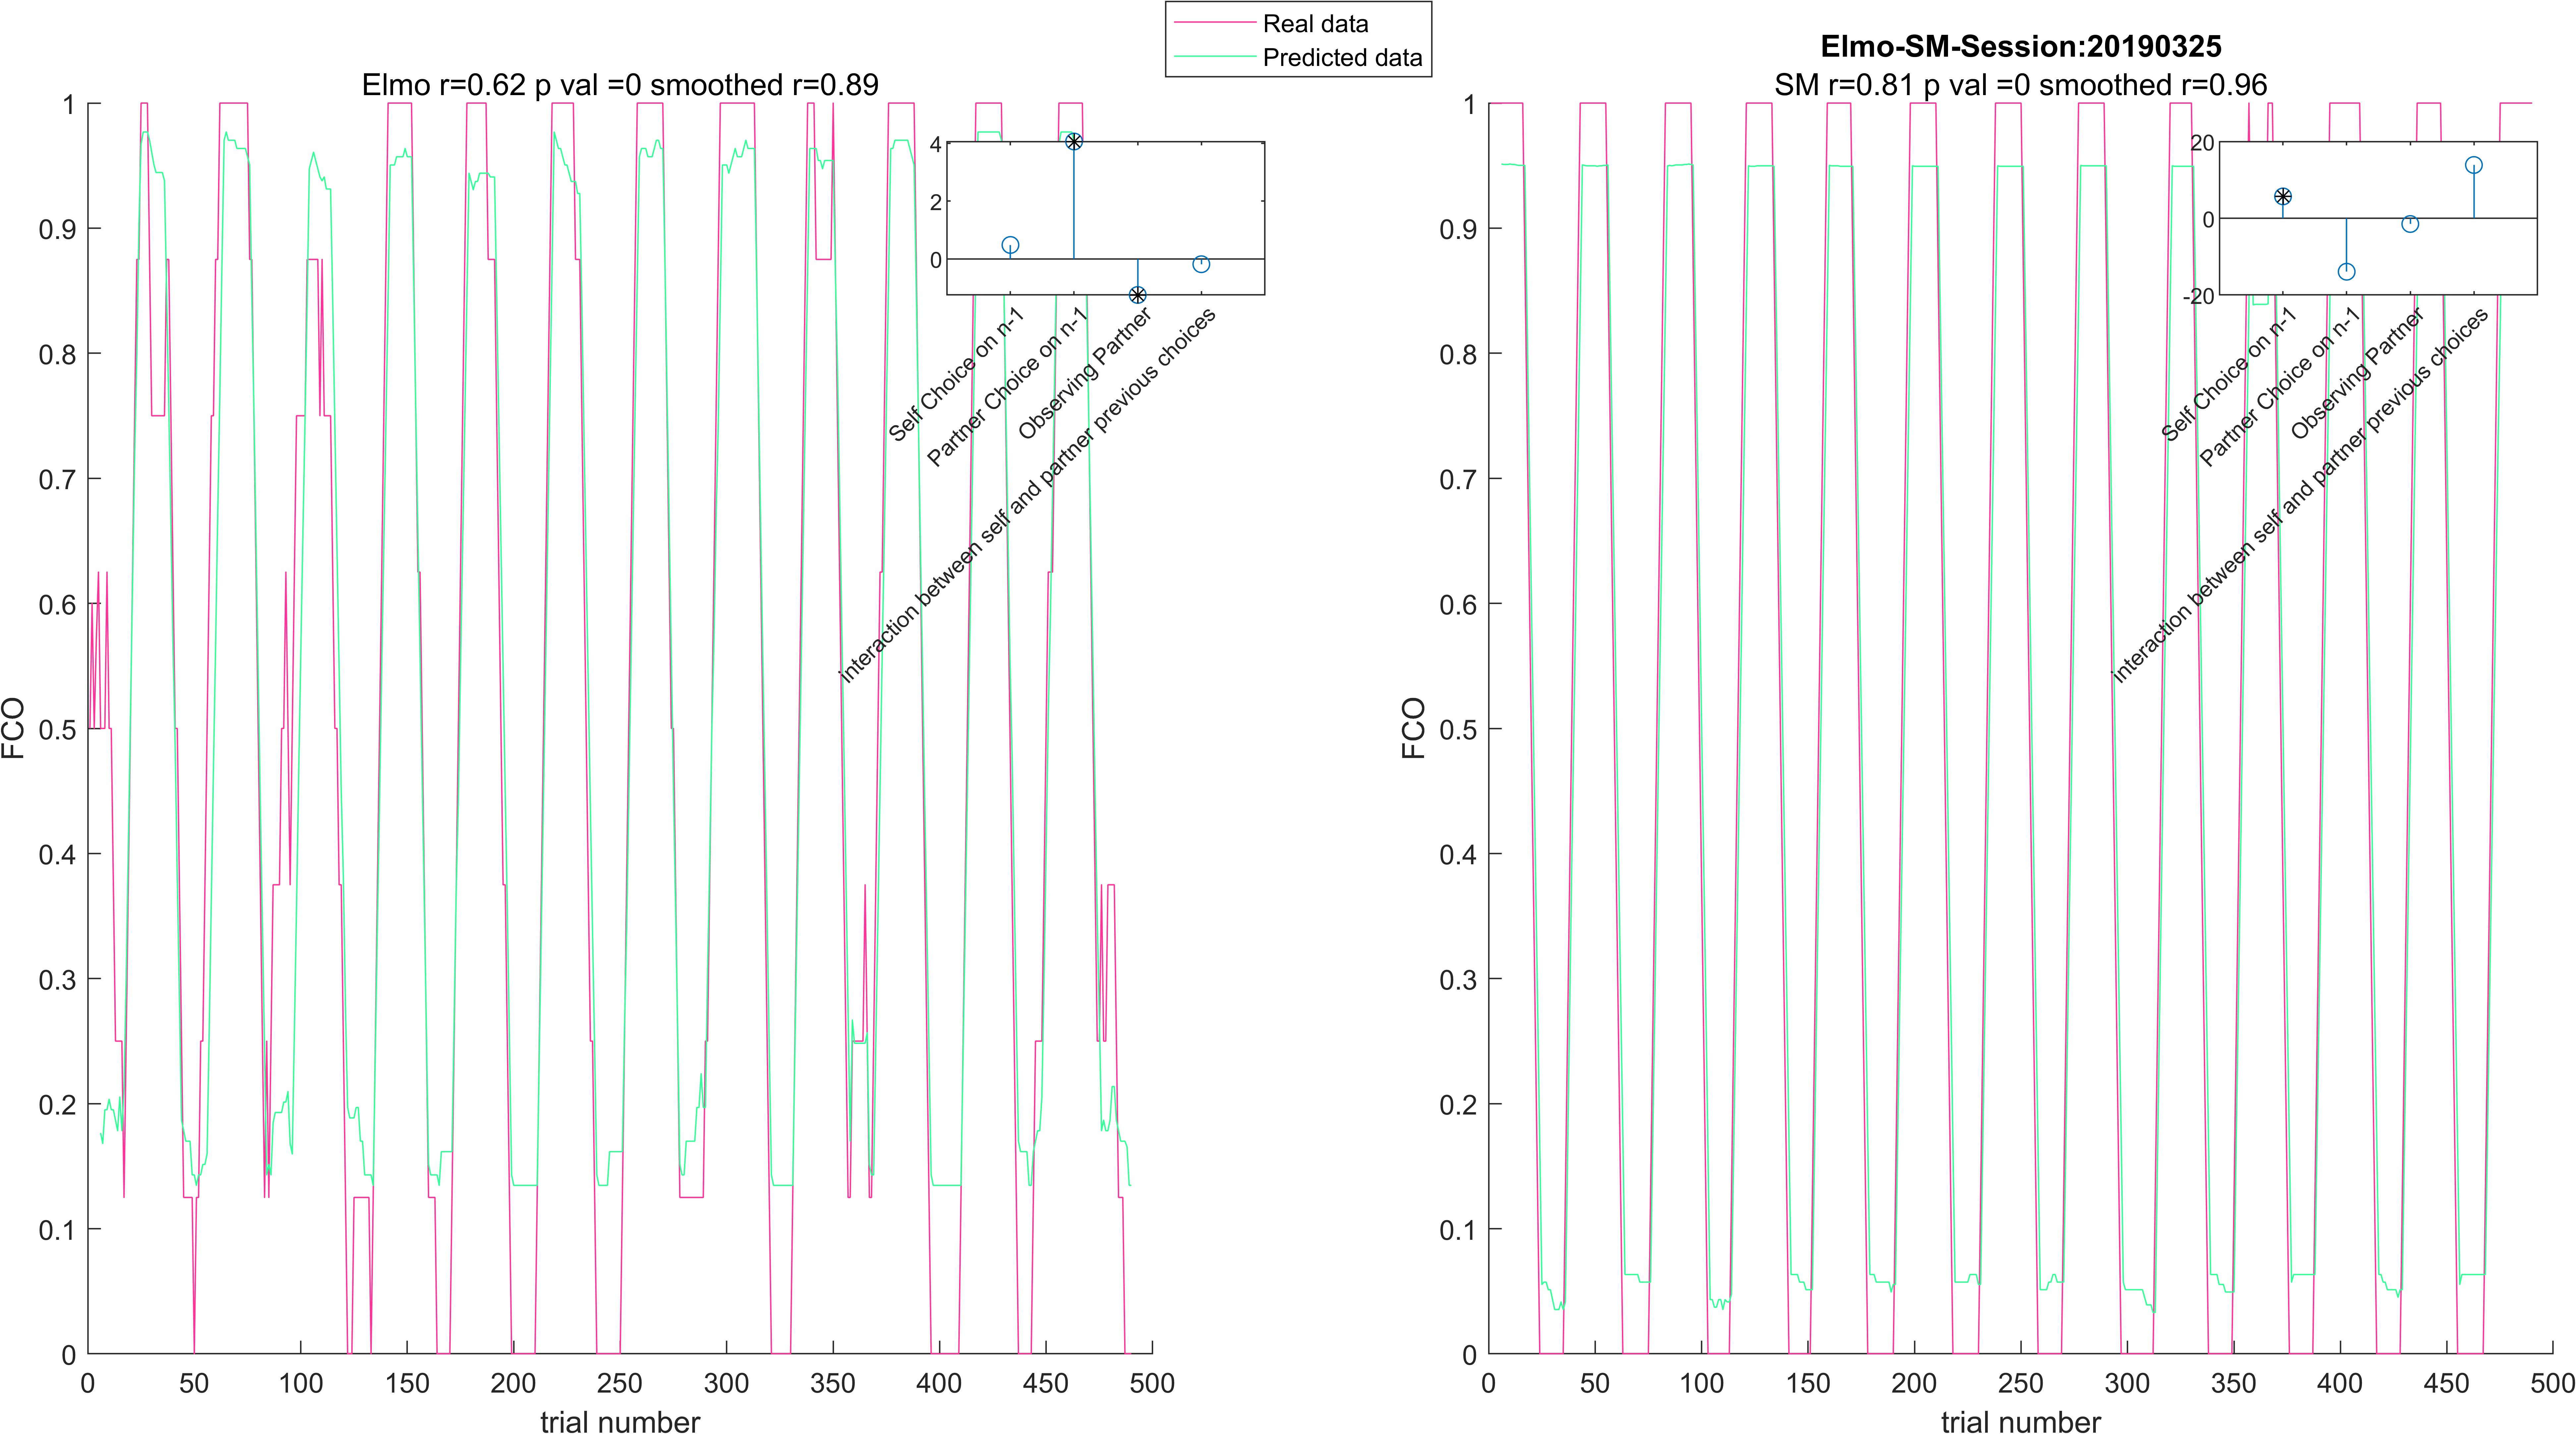 Real data
Predicted data
Elmo r=0.62 p val =0 smoothed r=0.89
1
0.9
0.8
0.7
0.6
0.5
0.4
0.3
0.2
0.1
0
FCO
0 50 100 150 200 250 300 350 400 450 500
trial number
4
2
0
Self Choice on n-1
Partner Choice on n-1
Observing Partner
interaction between self and partner previous choices
Elmo-SM-Session:20190325
SM r=0.81 p val =0 smoothed r=0.96
1
0.9
0.8
0.7
0.6
0.5
0.4
0.3
0.2
0.1
0
FCO
0 50 100 150 200 250 300 350 400 450 500
trial number
20
0
-20
Self Choice on n-1
Partner Choice on n-1
Observing Partner
interaction between self and partner previous choices